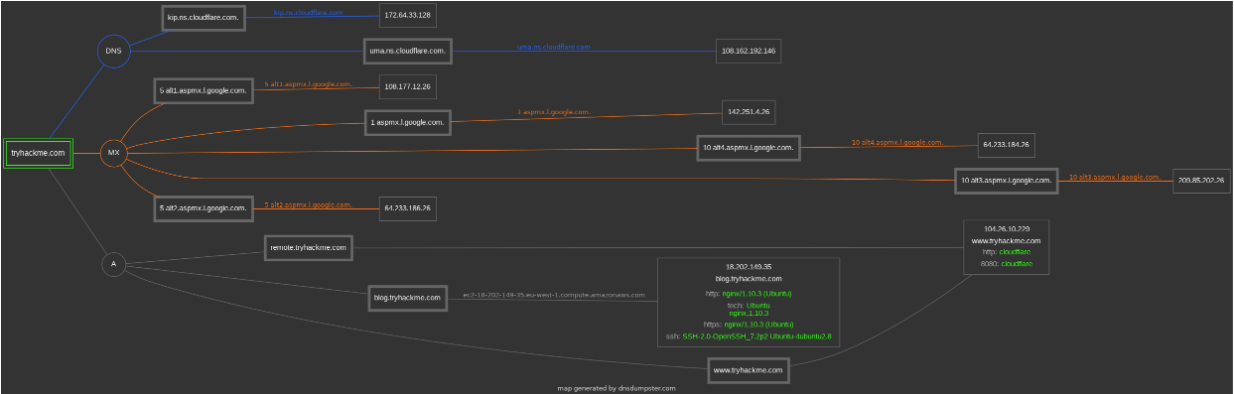 kip.ns.cloudflare.com.
kip.ns.cloudflare.com.
172.64.33.128
DNS
uma.ns.cloudflare.com.
uma.ns.cloudflare.com.
108.162.192.146
5 alt1.aspmx.l.google.com.
5 alt1.aspmx.l.google.com.
108.177.12.26
1 aspmx.l.google.com.
1 aspmx.l.google.com.
142.251.4.26
tryhackme.com
MX
10 alt4.aspmx.l.google.com.
10 alt4.aspmx.l.google.com.
64.233.184.26
10 alt3.aspmx.l.google.com.
10 alt3.aspmx.l.google.com.
209.85.202.26
5 alt2.aspmx.l.google.com.
5 alt2.aspmx.l.google.com.
64.233.186.26
A
remote.tryhackme.com
104.26.10.229
www.tryhackme.com
http: cloudflare
8080: cloudflare
blog.tryhackme.com
ec2-18-202-149-35.eu-west-1.compute.amazonaws.com
18.202.149.35
blog.tryhackme.com
http: nginx/1.10.3 (Ubuntu)
tech: Ubuntu
nginx,1.10.3
https: nginx/1.10.3 (Ubuntu)
ssh: SSH-2.0-OpenSSH_7.2p2 Ubuntu-4ubuntu2.8
www.tryhackme.com
map generated by dnsdumpster.com